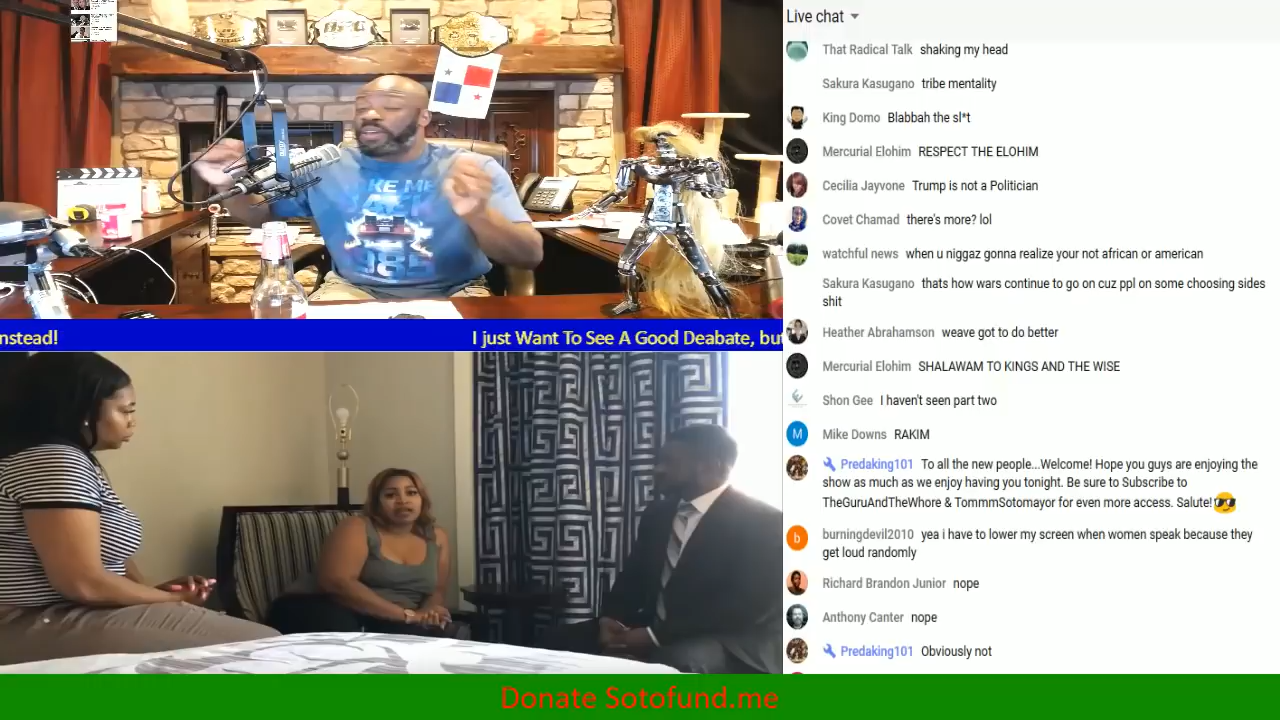 KE ME
BACK
985
nstead!
I just Want To See A Good Deabate, but
Live chat
That Radical Talk shaking my head
Sakura Kasugano tribe mentality
King Domo Blabbah the sl*t
Mercurial Elohim RESPECT THE ELOHIM
Cecilia Jayvone Trump is not a Politician
Covet Chamad there's more? lol
watchful news when u niggaz gonna realize your not african or american
Sakura Kasugano thats how wars continue to go on cuz ppl on some choosing sides
shit
Heather Abrahamson weave got to do better
Mercurial Elohim SHALAWAM TO KINGS AND THE WISE
Shon Gee I haven't seen part two
M
Mike Downs RAKIM
Predaking101 To all the new people...Welcome! Hope you guys are enjoying the
show as much as we enjoy having you tonight. Be sure to Subscribe to
TheGuruAndTheWhore & TommmSotomayor for even more access. Salute!😎
b
burningdevil2010 yea i have to lower my screen when women speak because they
get loud randomly
Richard Brandon Junior nope
Anthony Canter nope
Predaking101 Obviously not
Donate Sotofund.me